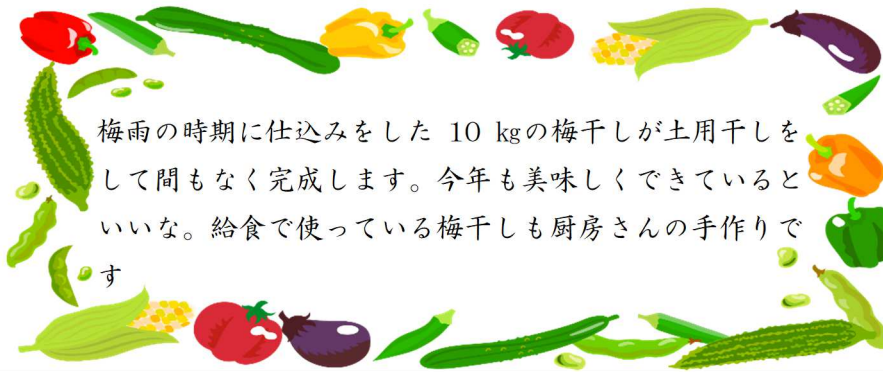 梅雨の時期に仕込みをした 10 kgの梅干しが土用干しを
して間もなく完成します。今年も美味しくできていると
いいな。給食で使っている梅干しも厨房さんの手作りで
す